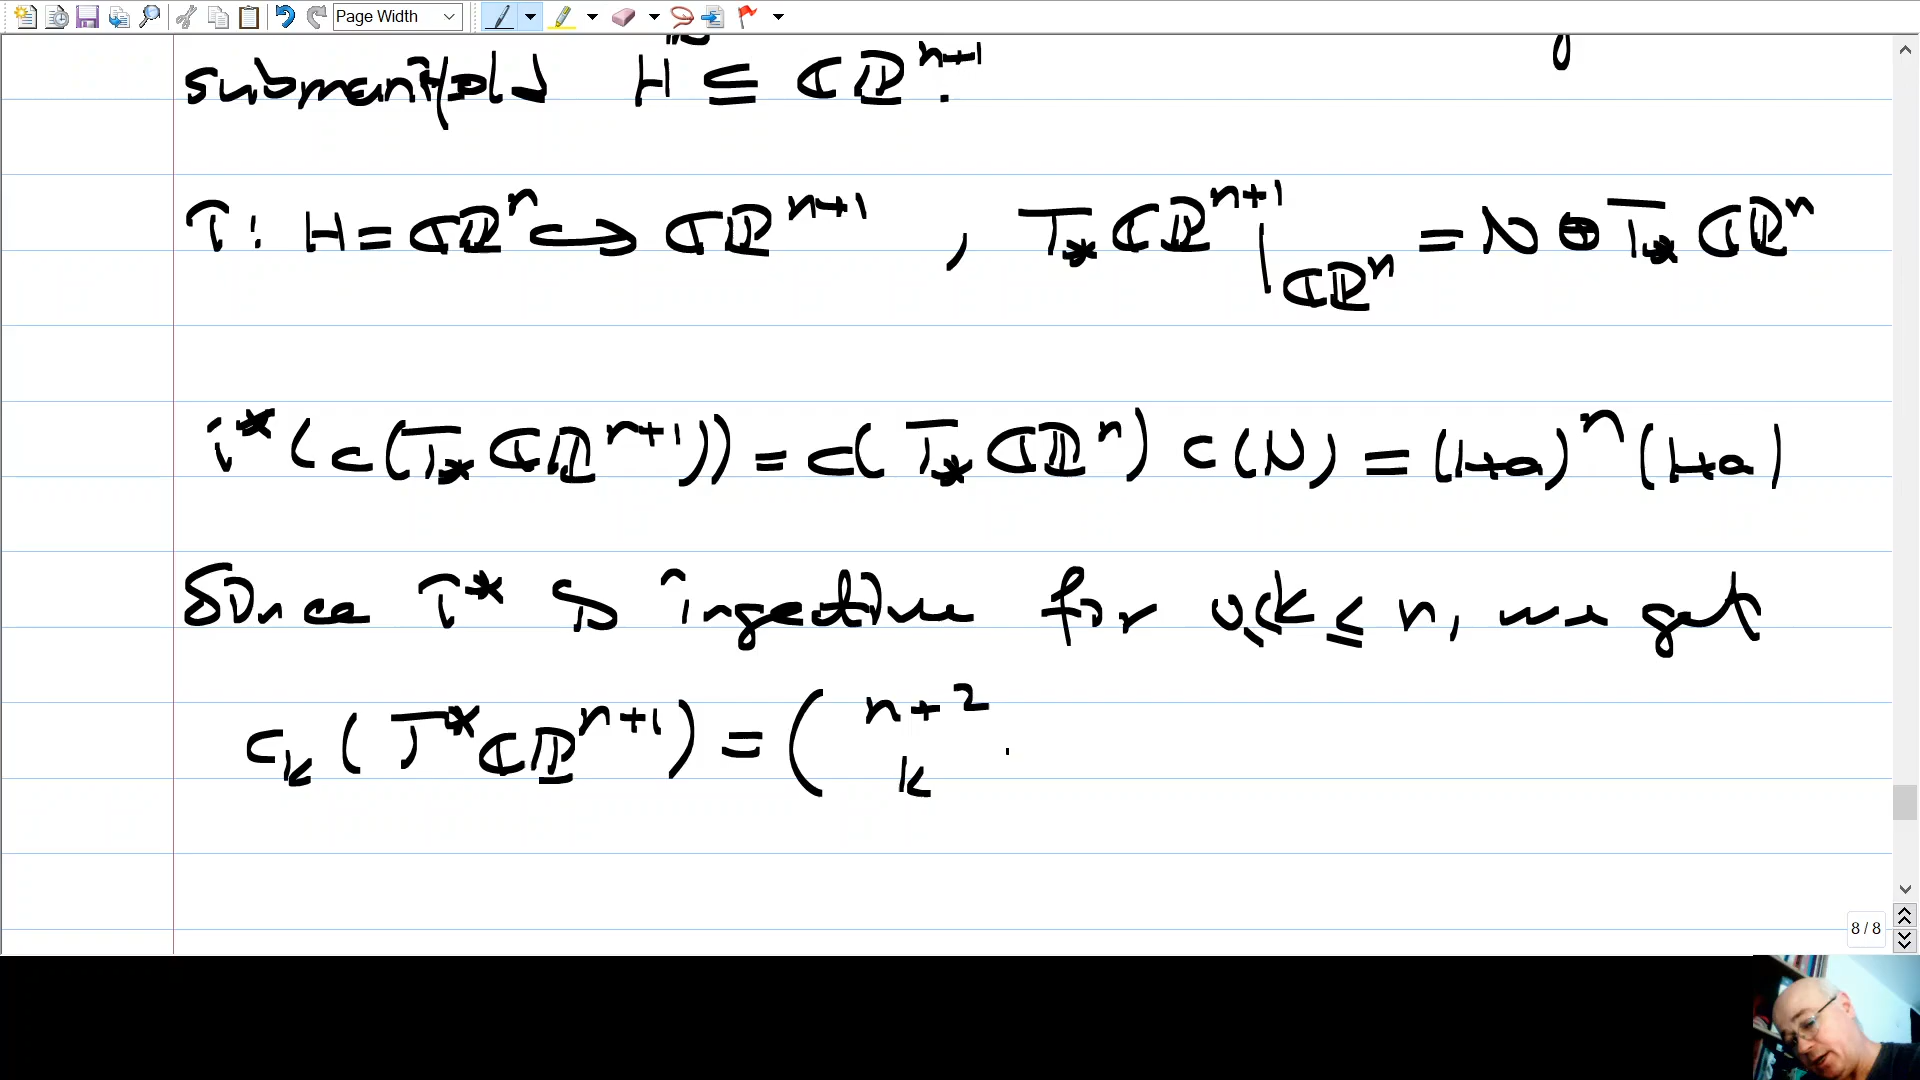 Page Width
submanifold H ⊆ ℂℙ^{n+1}.
i: H = ℂℙ^n ↪ ℂℙ^{n+1} , T_* ℂℙ^{n+1} |_{ℂℙ^n} = N ⊕ T_* ℂℙ^n
i^* (c(T_* ℂℙ^{n+1})) = c(T_* ℂℙ^n) c(N) = (1+a)^n (1+a)
Since i^* is injective for 0 ≤ k ≤ n, we get
c_k (T^* ℂℙ^{n+1}) = ( n+2
k
8 / 8